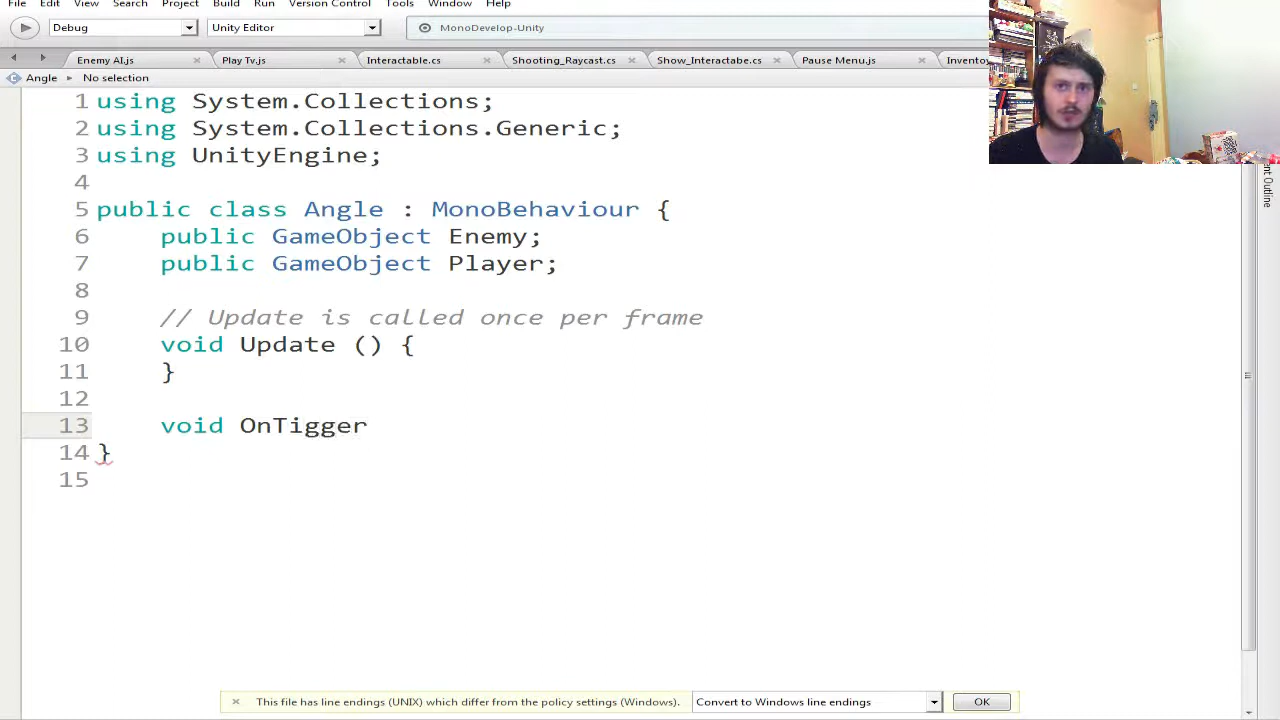 File Edit View Search Project Build Run Version Control Tools Window Help
Debug Unity Editor MonoDevelop-Unity
Enemy AI.js Play Tv.js Interactable.cs Shooting_Raycast.cs Show_Interactabe.cs Pause Menu.js Invento
Angle No selection
1 using System.Collections;
2 using System.Collections.Generic;
3 using UnityEngine;
4
5 public class Angle : MonoBehaviour {
6 public GameObject Enemy;
7 public GameObject Player;
8
9 // Update is called once per frame
10 void Update () {
11 }
12
13 void OnTigger
14 }
15
ent Outline
This file has line endings (UNIX) which differ from the policy settings (Windows). Convert to Windows line endings OK